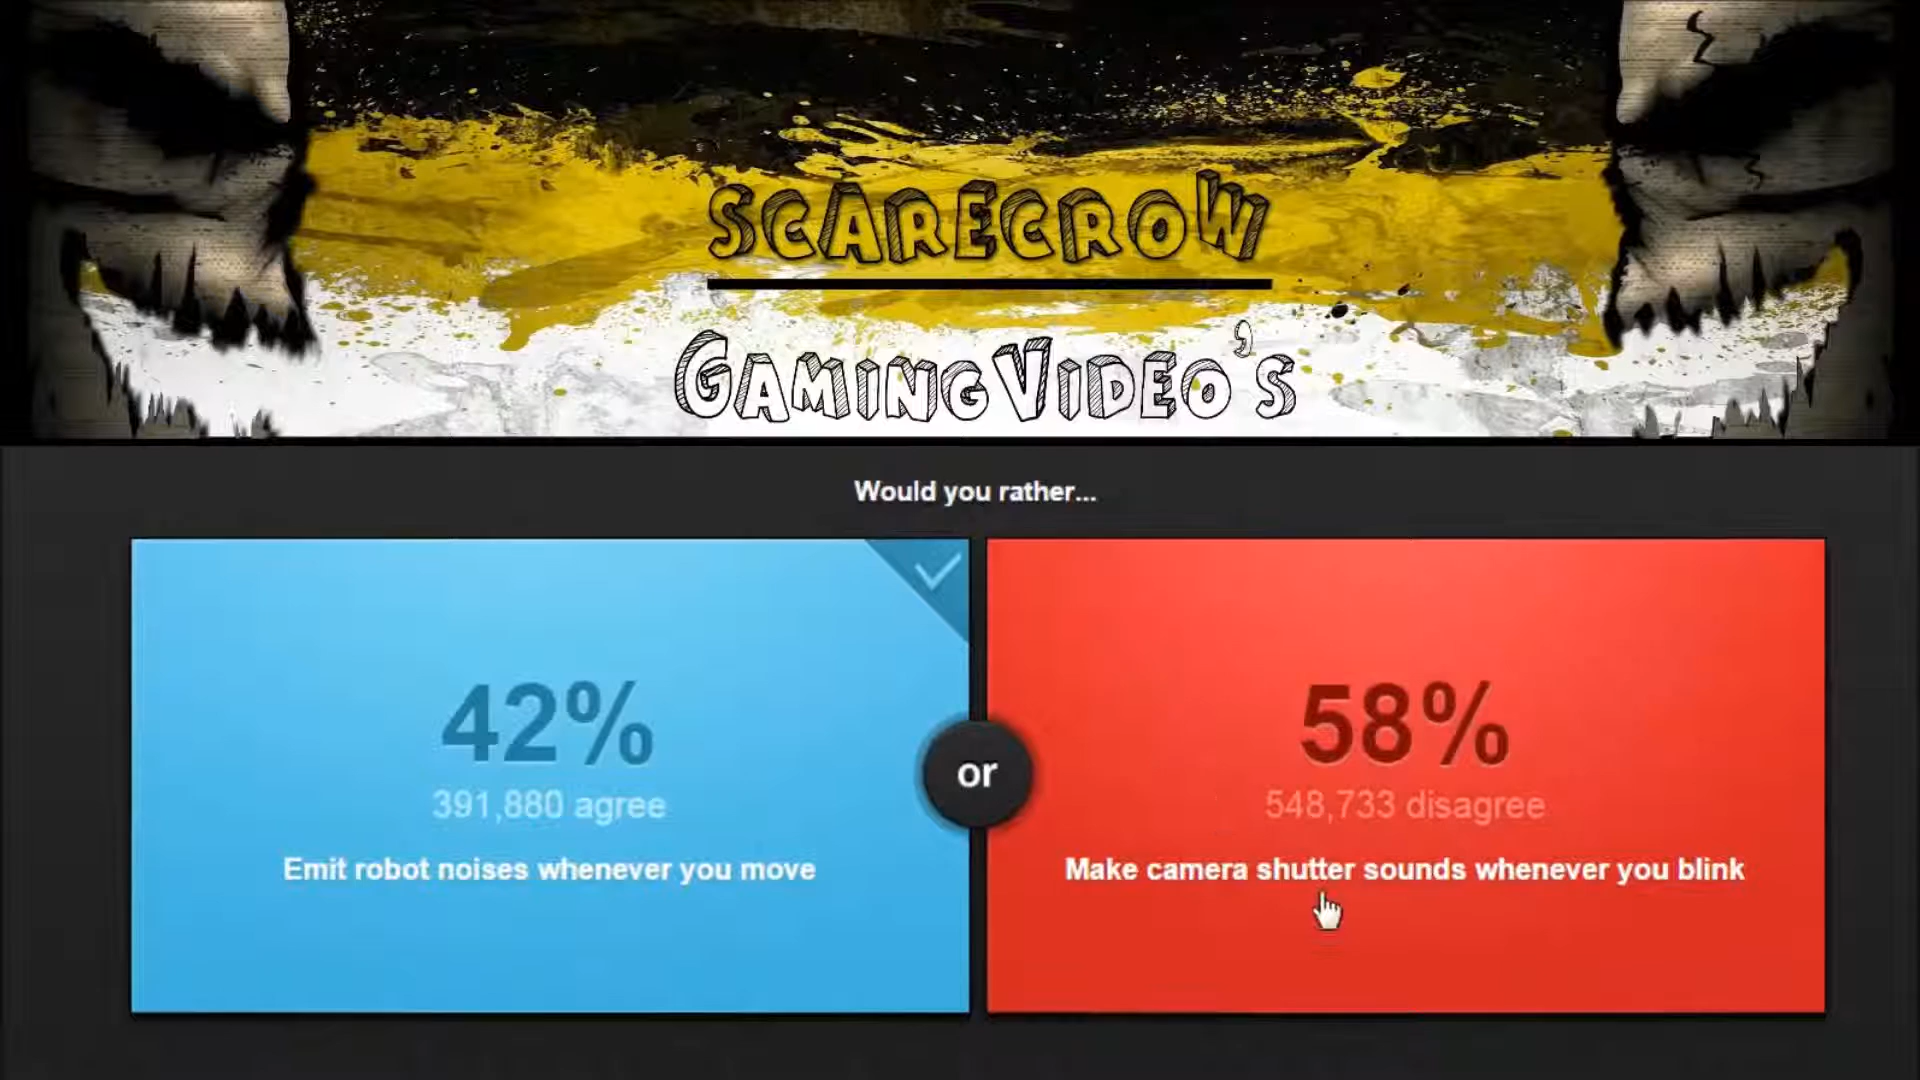 SCARECROW
GAMINGVIDEO'S
Would you rather...
42%
391,880 agree
Emit robot noises whenever you move
or
58%
548,733 disagree
Make camera shutter sounds whenever you blink